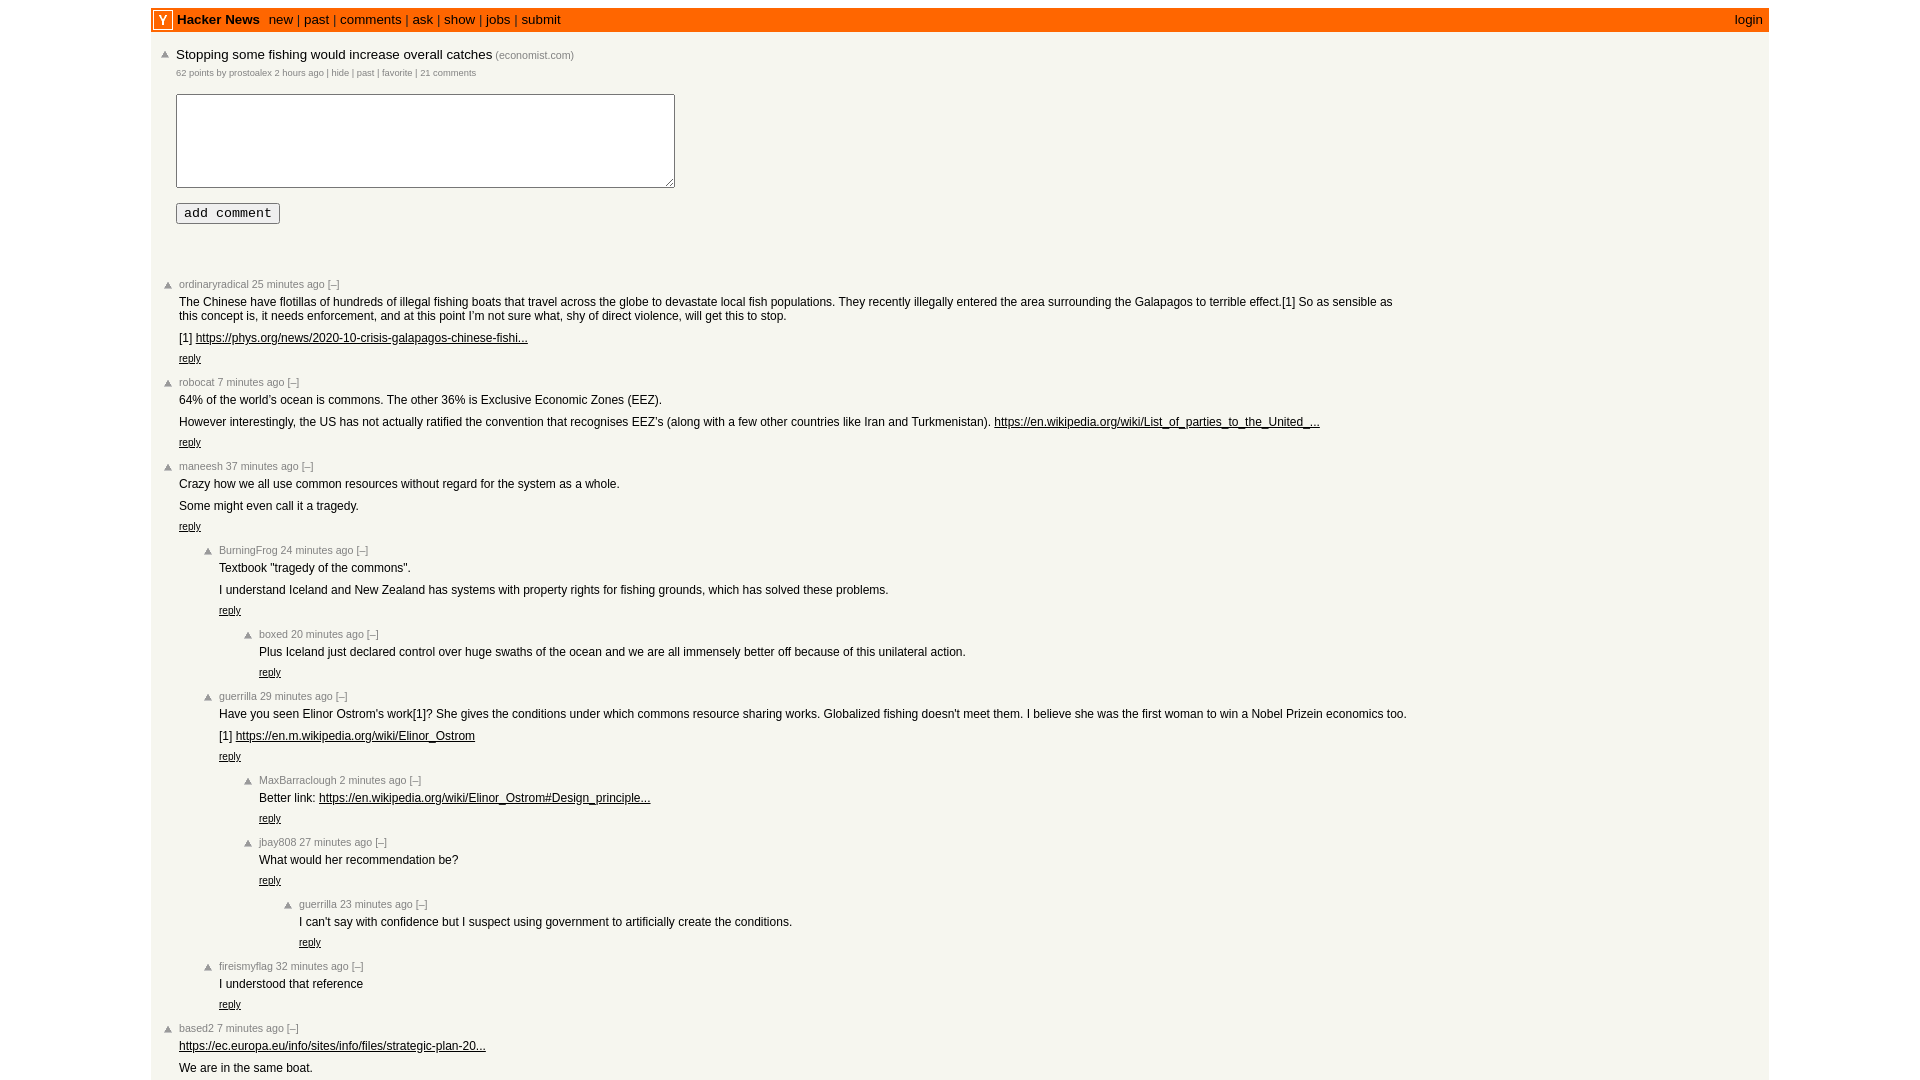 Y Hacker News new | past | comments | ask | show | jobs | submit login
Stopping some fishing would increase overall catches (economist.com)
62 points by prostoalex 2 hours ago | hide | past | favorite | 21 comments
add comment
ordinaryradical 25 minutes ago [–]
The Chinese have flotillas of hundreds of illegal fishing boats that travel across the globe to devastate local fish populations. They recently illegally entered the area surrounding the Galapagos to terrible effect.[1] So as sensible as
this concept is, it needs enforcement, and at this point I’m not sure what, shy of direct violence, will get this to stop.
[1] https://phys.org/news/2020-10-crisis-galapagos-chinese-fishi...
reply
robocat 7 minutes ago [–]
64% of the world’s ocean is commons. The other 36% is Exclusive Economic Zones (EEZ).
However interestingly, the US has not actually ratified the convention that recognises EEZ’s (along with a few other countries like Iran and Turkmenistan). https://en.wikipedia.org/wiki/List_of_parties_to_the_United_...
reply
maneesh 37 minutes ago [–]
Crazy how we all use common resources without regard for the system as a whole.
Some might even call it a tragedy.
reply
BurningFrog 24 minutes ago [–]
Textbook "tragedy of the commons".
I understand Iceland and New Zealand has systems with property rights for fishing grounds, which has solved these problems.
reply
boxed 20 minutes ago [–]
Plus Iceland just declared control over huge swaths of the ocean and we are all immensely better off because of this unilateral action.
reply
guerrilla 29 minutes ago [–]
Have you seen Elinor Ostrom's work[1]? She gives the conditions under which commons resource sharing works. Globalized fishing doesn't meet them. I believe she was the first woman to win a Nobel Prizein economics too.
[1] https://en.m.wikipedia.org/wiki/Elinor_Ostrom
reply
MaxBarraclough 2 minutes ago [–]
Better link: https://en.wikipedia.org/wiki/Elinor_Ostrom#Design_principle...
reply
jbay808 27 minutes ago [–]
What would her recommendation be?
reply
guerrilla 23 minutes ago [–]
I can't say with confidence but I suspect using government to artificially create the conditions.
reply
fireismyflag 32 minutes ago [–]
I understood that reference
reply
based2 7 minutes ago [–]
https://ec.europa.eu/info/sites/info/files/strategic-plan-20...
We are in the same boat.